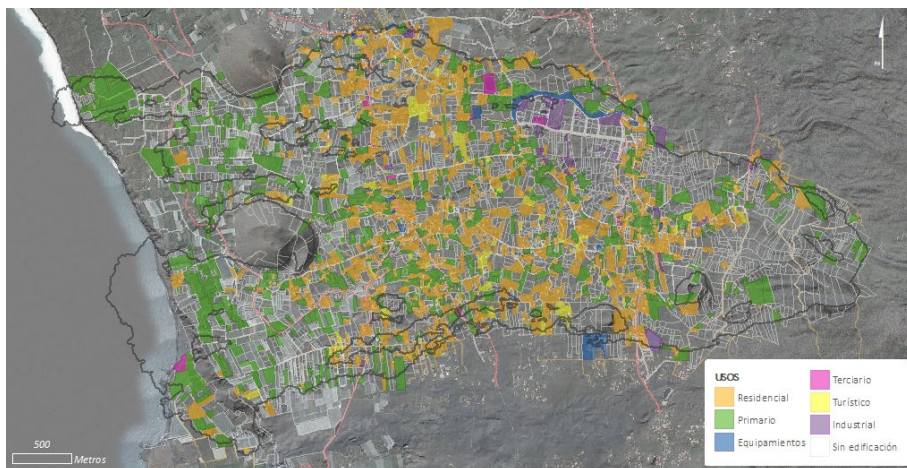 N
USOS
Residencial
Primario
Equipamientos
Terciario
Turístico
Industrial
Sin edificación
500
Metros